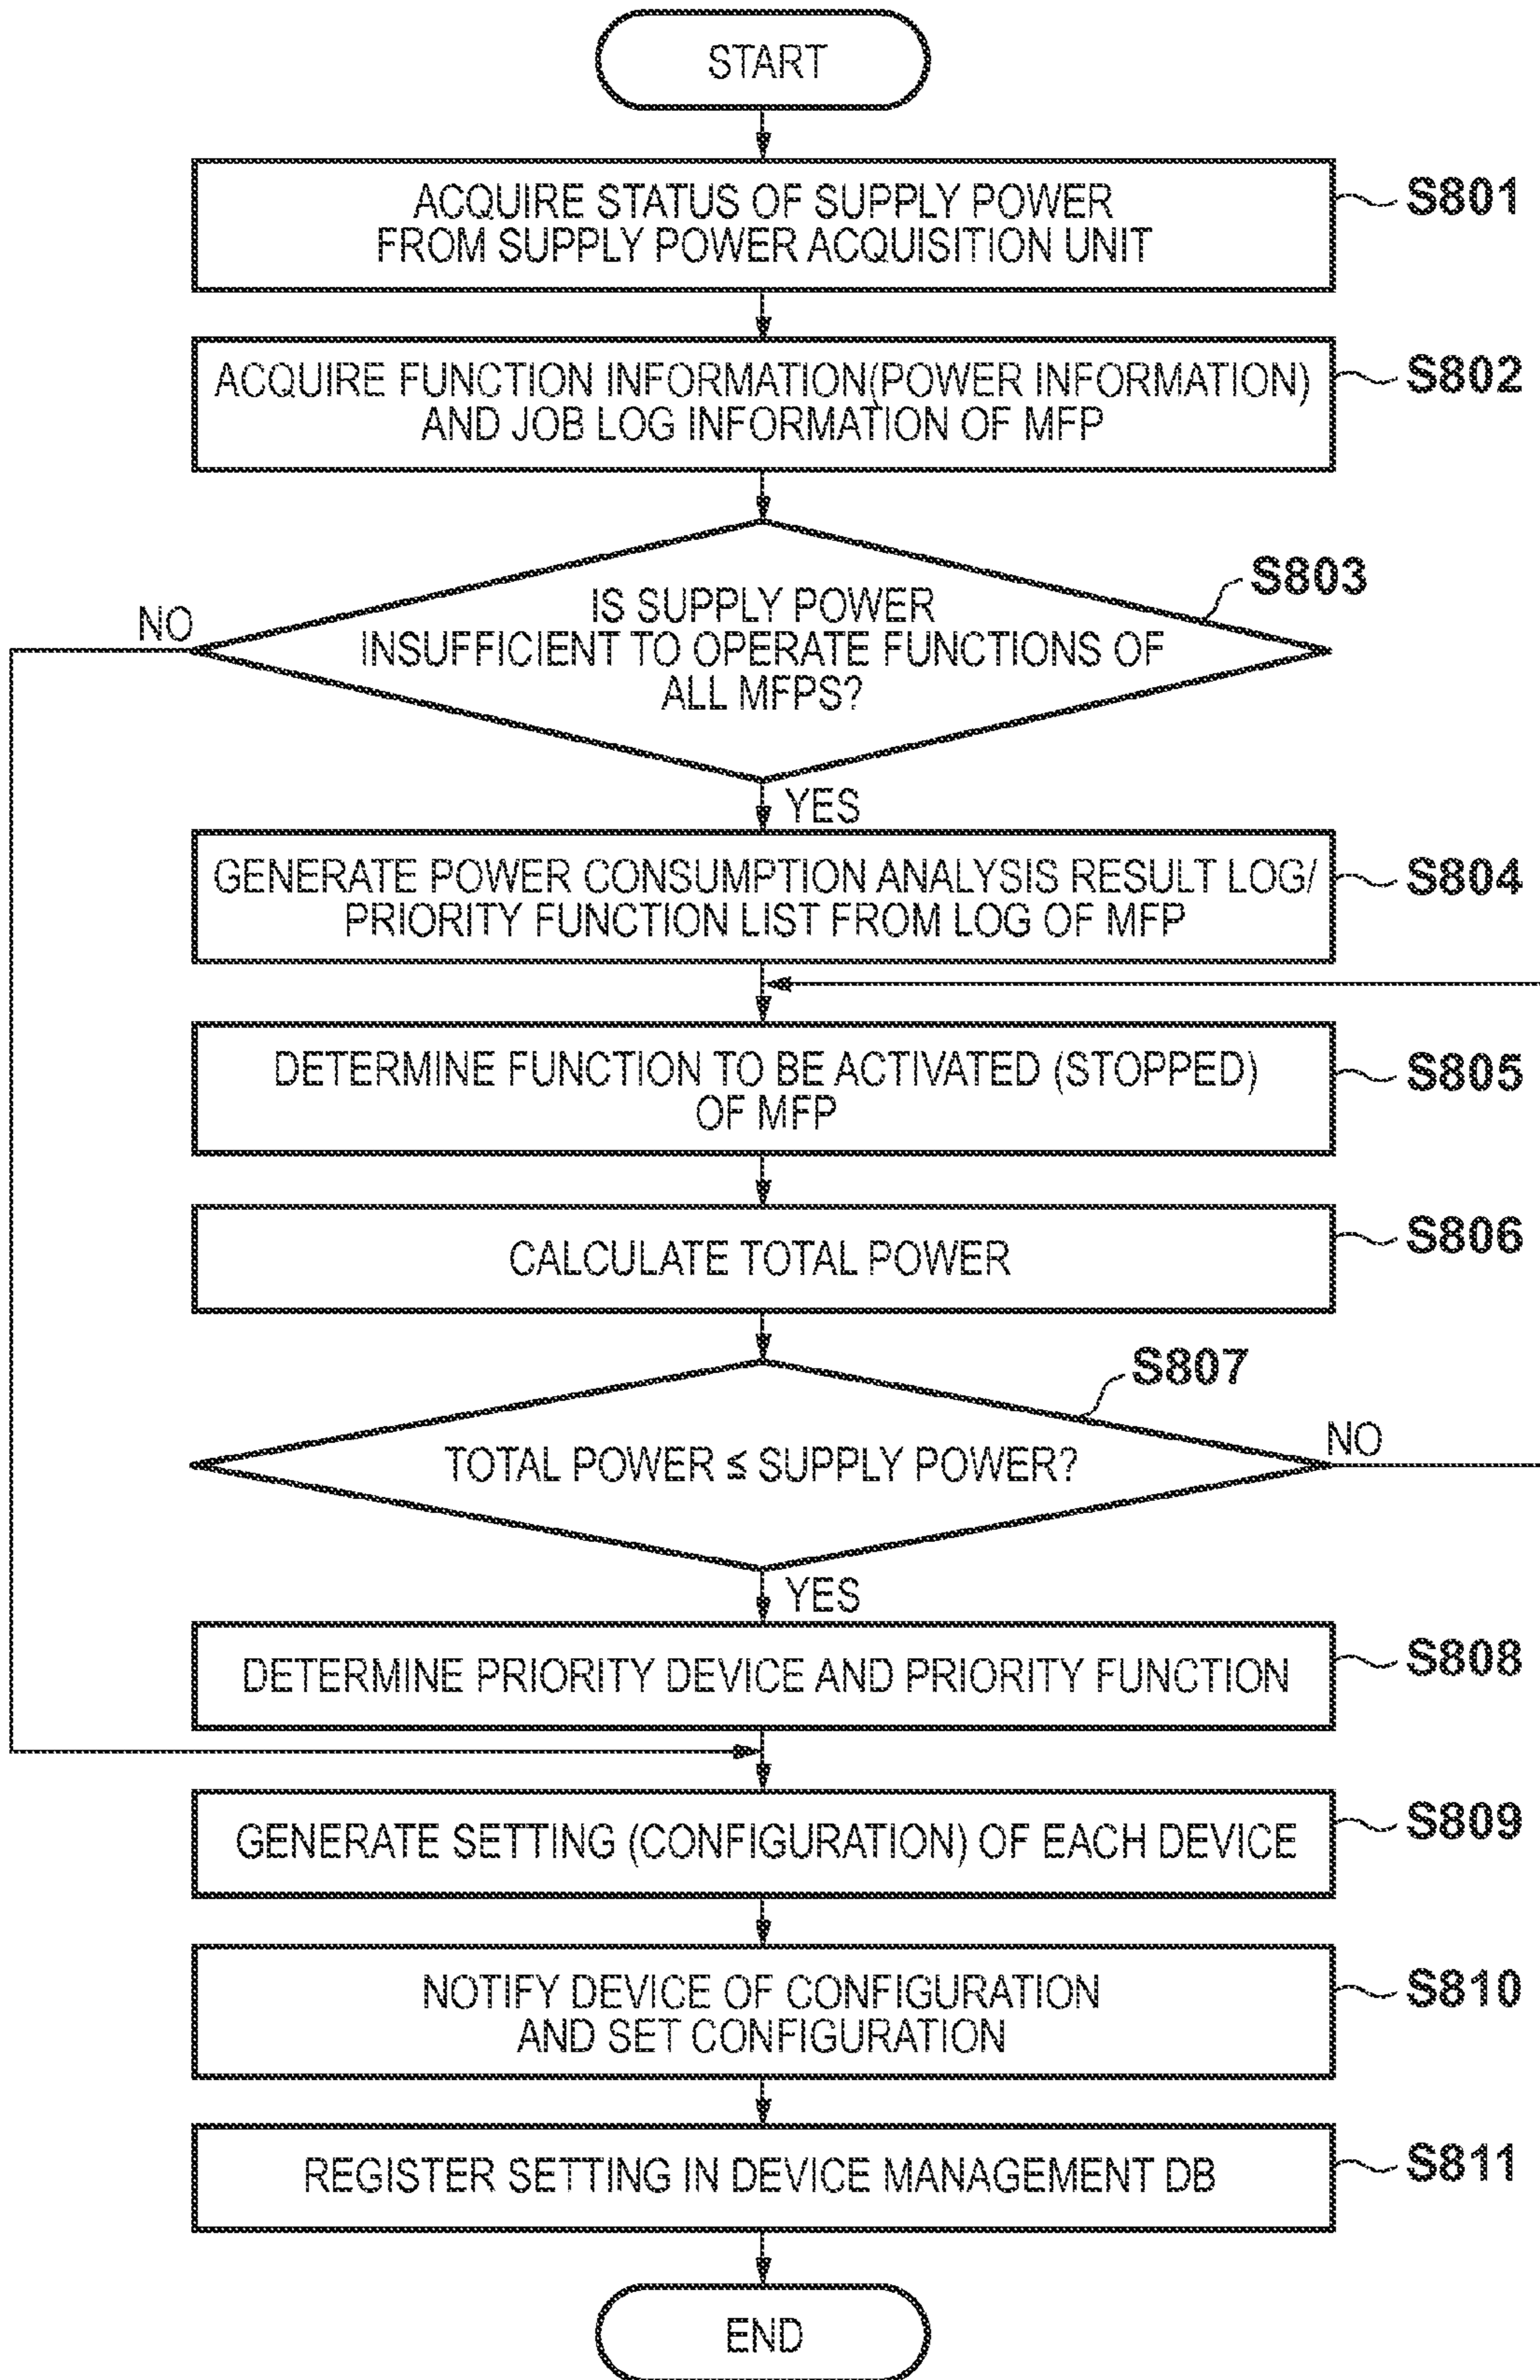 START
ACQUIRE STATUS OF SUPPLY POWER
FROM SUPPLY POWER ACQUISITION UNIT
S801
ACQUIRE FUNCTION INFORMATION(POWER INFORMATION)
AND JOB LOG INFORMATION OF MFP
S802
IS SUPPLY POWER
INSUFFICIENT TO OPERATE FUNCTIONS OF
ALL MFPS?
S803
NO
YES
GENERATE POWER CONSUMPTION ANALYSIS RESULT LOG/
PRIORITY FUNCTION LIST FROM LOG OF MFP
S804
DETERMINE FUNCTION TO BE ACTIVATED (STOPPED)
OF MFP
S805
CALCULATE TOTAL POWER
S806
TOTAL POWER ≤ SUPPLY POWER?
S807
NO
YES
DETERMINE PRIORITY DEVICE AND PRIORITY FUNCTION
S808
GENERATE SETTING (CONFIGURATION) OF EACH DEVICE
S809
NOTIFY DEVICE OF CONFIGURATION
AND SET CONFIGURATION
S810
REGISTER SETTING IN DEVICE MANAGEMENT DB
S811
END